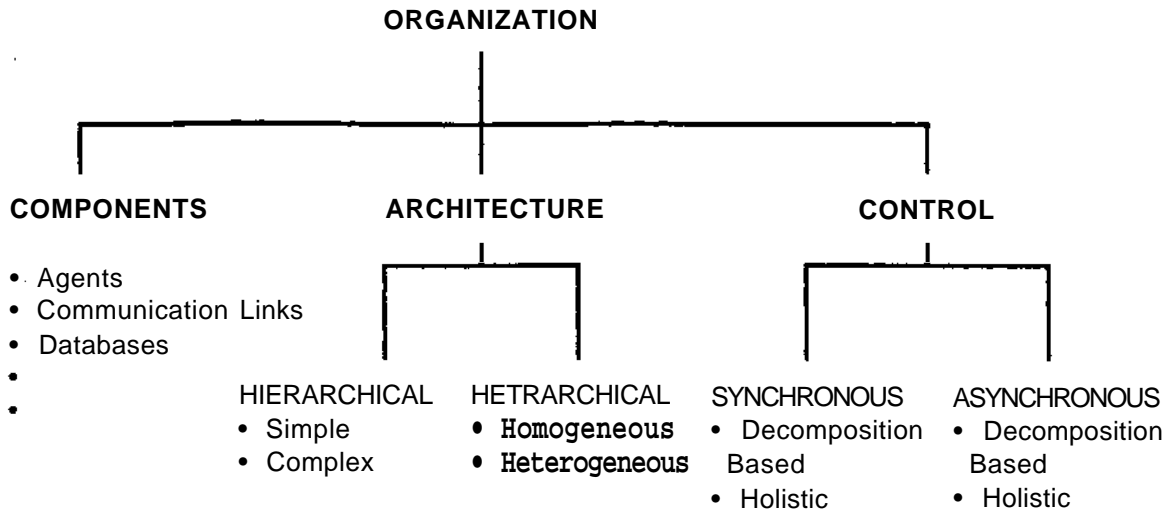 ORGANIZATION
COMPONENTS
• Agents
• Communication Links
• Databases
•
•
ARCHITECTURE
HIERARCHICAL
• Simple
• Complex
HETRARCHICAL
• Homogeneous
• Heterogeneous
CONTROL
SYNCHRONOUS
• Decomposition
Based
• Holistic
ASYNCHRONOUS
• Decomposition
Based
• Holistic